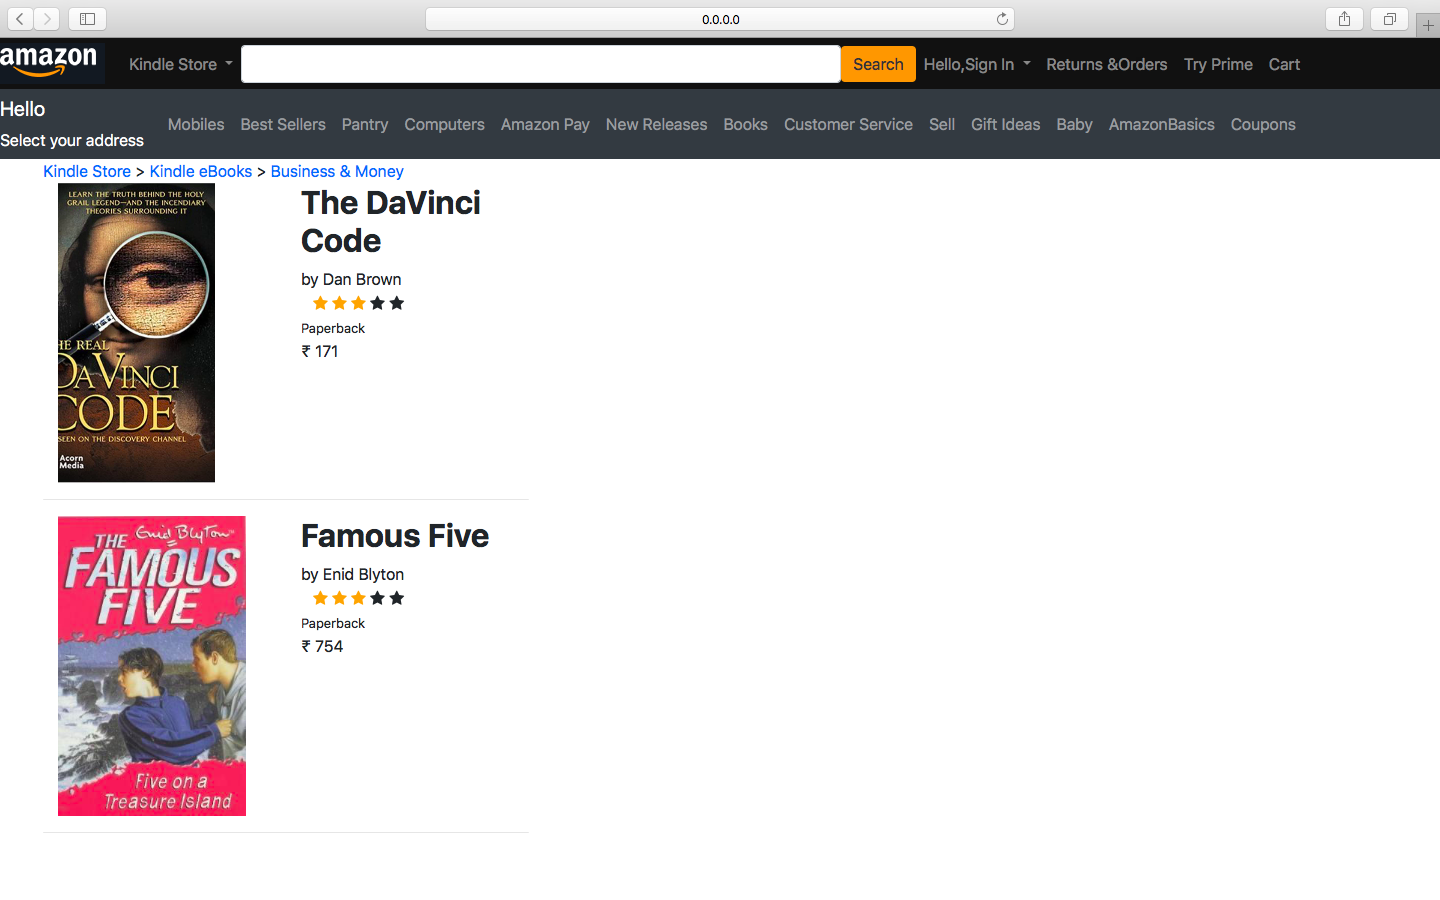 0.0.0.0
amazon
Kindle Store
Search
Hello,Sign In
Returns &Orders
Try Prime
Cart
Hello
Select your address
Mobiles
Best Sellers
Pantry
Computers
Amazon Pay
New Releases
Books
Customer Service
Sell
Gift Ideas
Baby
AmazonBasics
Coupons
Kindle Store > Kindle eBooks > Business & Money
LEARN THE TRUTH BEHIND THE HOLY
GRAIL LEGEND—AND THE INCENDIARY
THEORIES SURROUNDING IT
HE REAL
DAVINCI
CODE
SEEN ON THE DISCOVERY CHANNEL
Acorn
Media
The DaVinci
Code
by Dan Brown
Paperback
₹ 171
Enid Blyton™
THE
FAMOUS
FIVE
Five on a
Treasure Island
Famous Five
by Enid Blyton
Paperback
₹ 754